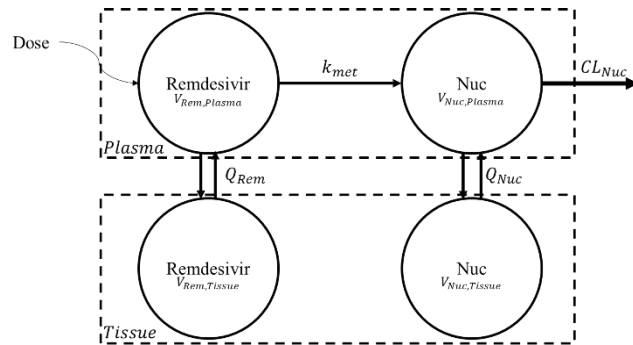 Dose
Remdesivir
V_{Rem,Plasma}
k_{met}
Nuc
V_{Nuc,Plasma}
CL_{Nuc}
Plasma
Q_{Rem}
Q_{Nuc}
Remdesivir
V_{Rem,Tissue}
Nuc
V_{Nuc,Tissue}
Tissue